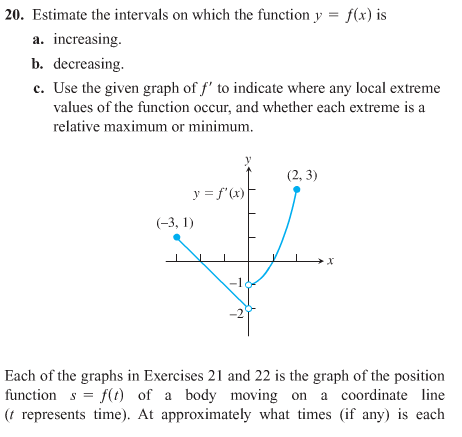 20. Estimate the intervals on which the function y = f(x) is
a. increasing.
b. decreasing.
c. Use the given graph of f′ to indicate where any local extreme
values of the function occur, and whether each extreme is a
relative maximum or minimum.
y
(2, 3)
y = f′(x)
(−3, 1)
x
−1
−2
Each of the graphs in Exercises 21 and 22 is the graph of the position
function s = f(t) of a body moving on a coordinate line
(t represents time). At approximately what times (if any) is each